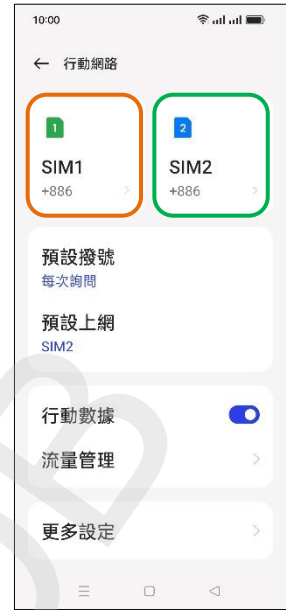 10:00
← 行動網路
1
2
SIM1
SIM2
+886 >
+886 >
預設撥號
每次詢問
預設上網
SIM2
行動數據
流量管理 >
更多設定 >